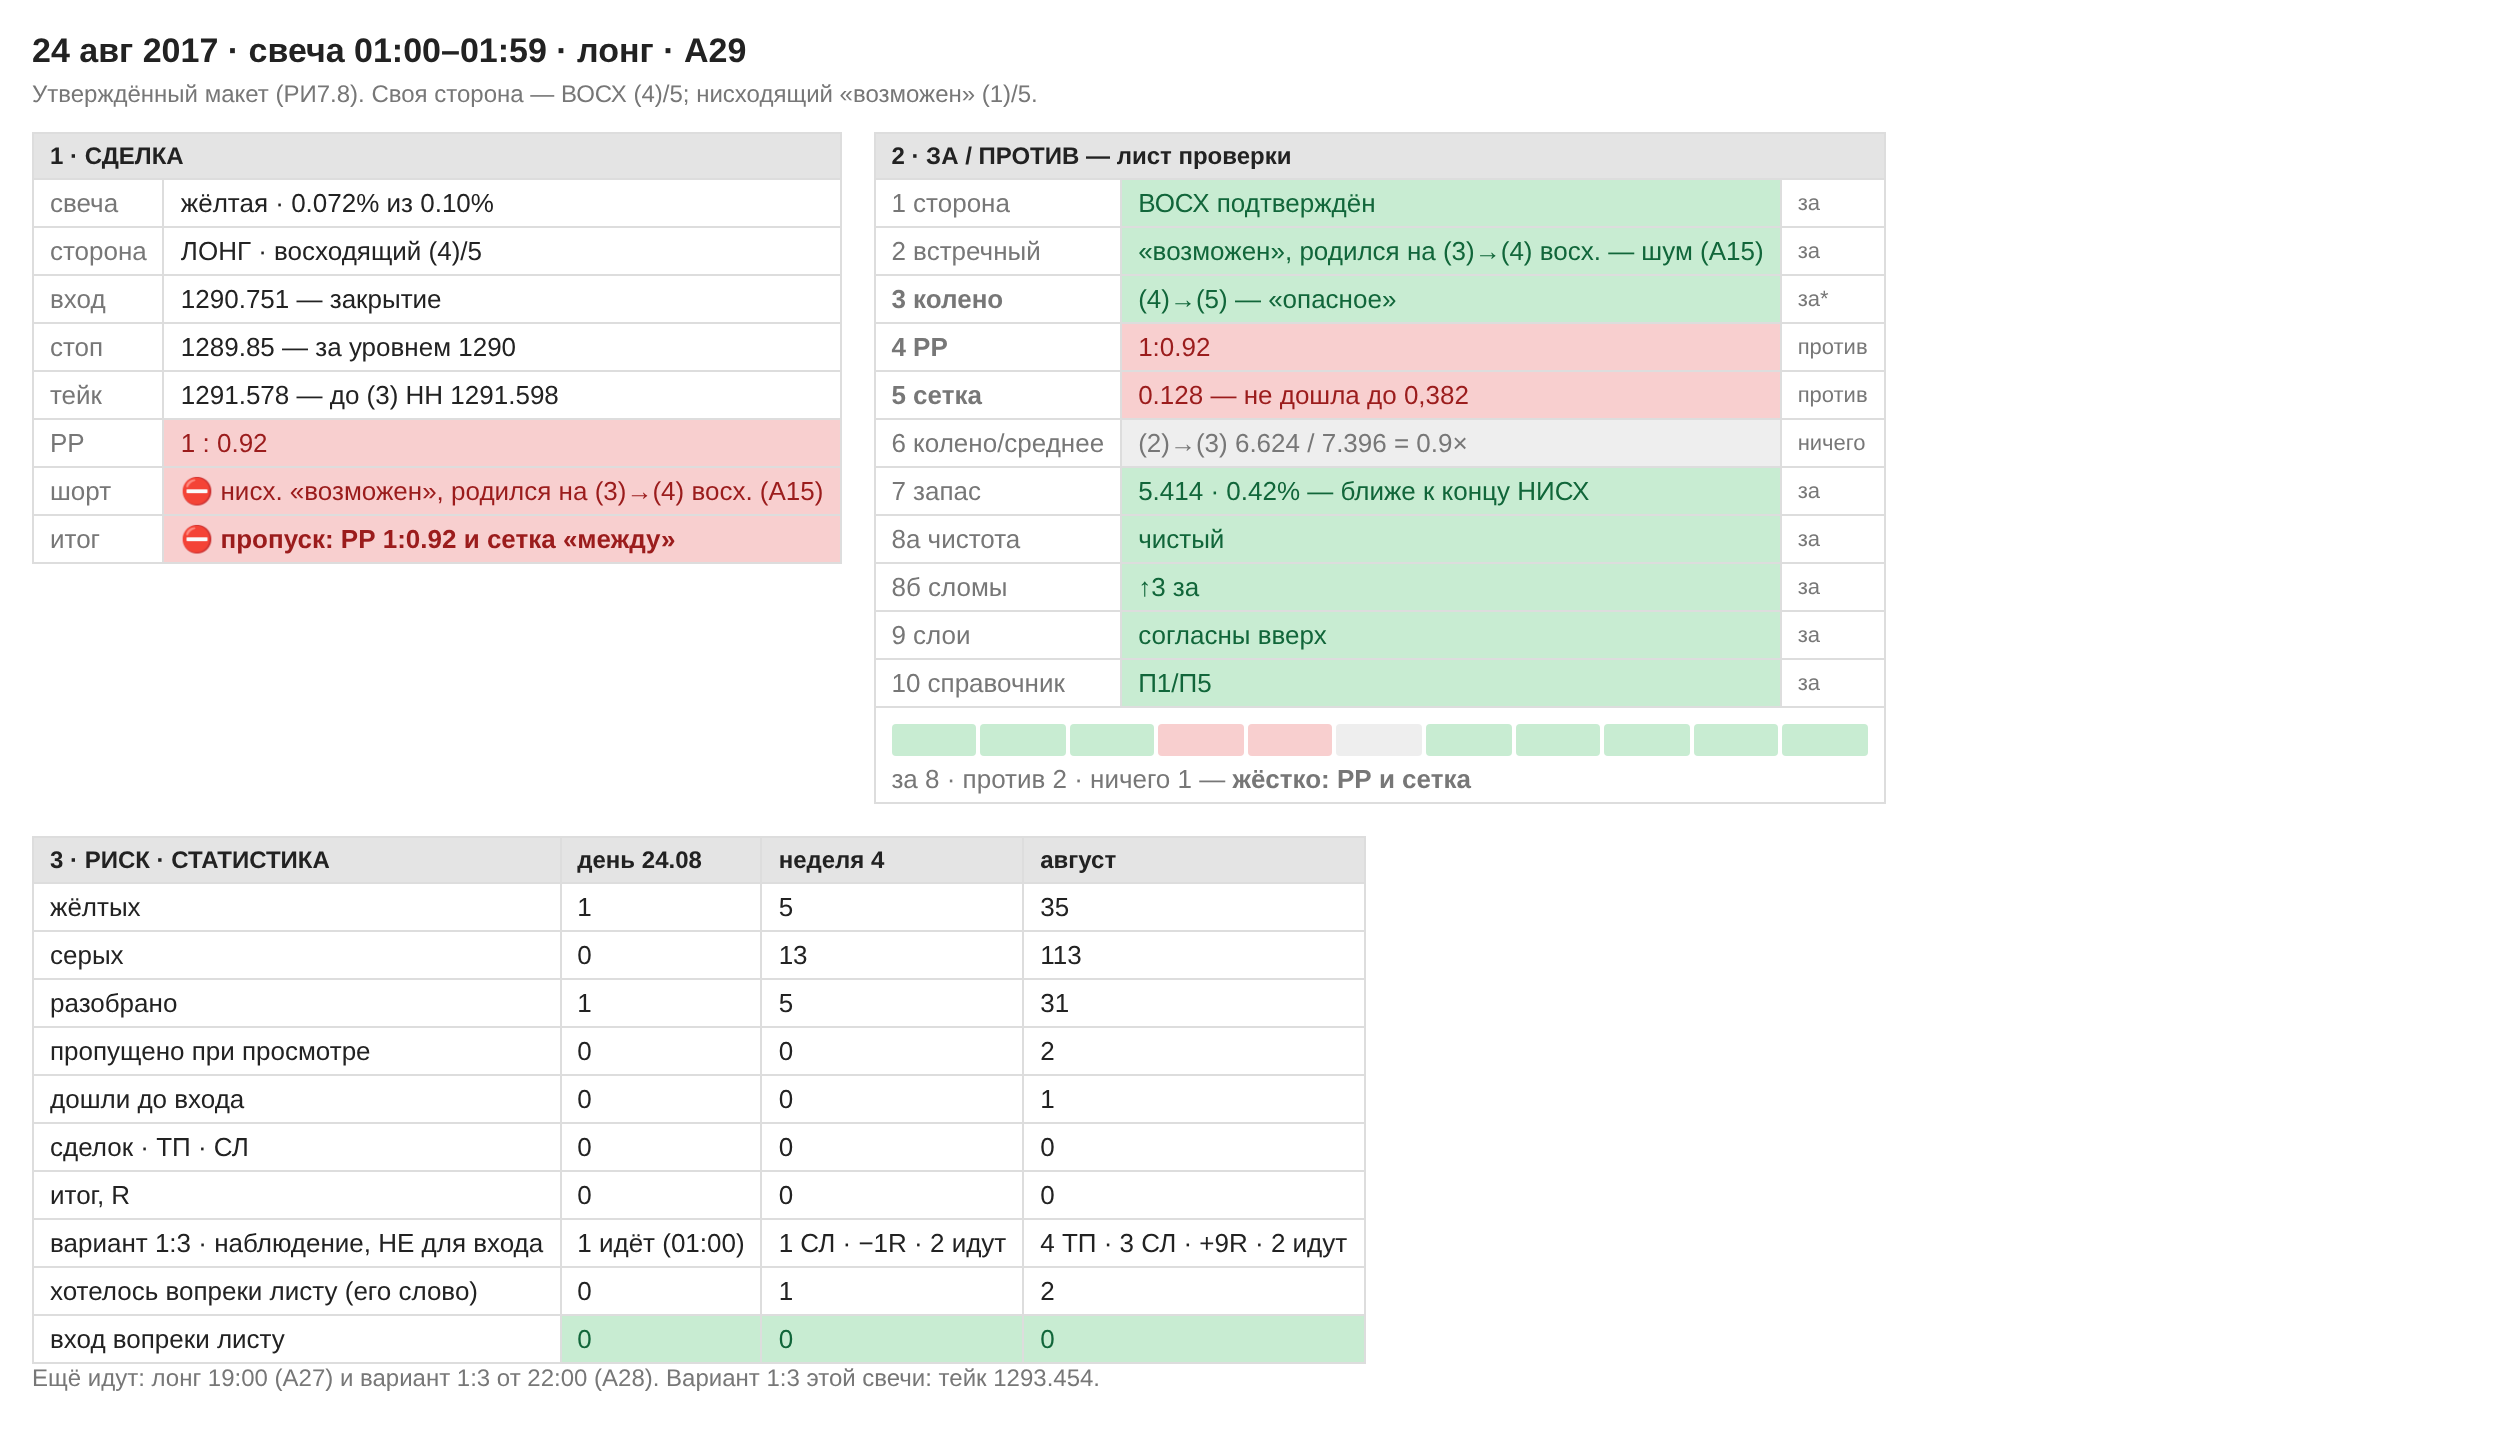 24 авг 2017 · свеча 01:00–01:59 · лонг · А29
Утверждённый макет (РИ7.8). Своя сторона — ВОСХ (4)/5; нисходящий «возможен» (1)/5.
1 · СДЕЛКА
свеча жёлтая · 0.072% из 0.10%
сторона ЛОНГ · восходящий (4)/5
вход 1290.751 — закрытие
стоп 1289.85 — за уровнем 1290
тейк 1291.578 — до (3) НН 1291.598
РР 1 : 0.92
шорт ⛔ нисх. «возможен», родился на (3)→(4) восх. (А15)
итог ⛔ пропуск: РР 1:0.92 и сетка «между»
2 · ЗА / ПРОТИВ — лист проверки
1 сторона ВОСХ подтверждён за
2 встречный «возможен», родился на (3)→(4) восх. — шум (А15) за
3 колено (4)→(5) — «опасное» за*
4 РР 1:0.92 против
5 сетка 0.128 — не дошла до 0,382 против
6 колено/среднее (2)→(3) 6.624 / 7.396 = 0.9× ничего
7 запас 5.414 · 0.42% — ближе к концу НИСХ за
8а чистота чистый за
8б сломы ↑3 за за
9 слои согласны вверх за
10 справочник П1/П5 за
за 8 · против 2 · ничего 1 — жёстко: РР и сетка
3 · РИСК · СТАТИСТИКА день 24.08 неделя 4 август
жёлтых 1 5 35
серых 0 13 113
разобрано 1 5 31
пропущено при просмотре 0 0 2
дошли до входа 0 0 1
сделок · ТП · СЛ 0 0 0
итог, R 0 0 0
вариант 1:3 · наблюдение, НЕ для входа 1 идёт (01:00) 1 СЛ · −1R · 2 идут 4 ТП · 3 СЛ · +9R · 2 идут
хотелось вопреки листу (его слово) 0 1 2
вход вопреки листу 0 0 0
Ещё идут: лонг 19:00 (А27) и вариант 1:3 от 22:00 (А28). Вариант 1:3 этой свечи: тейк 1293.454.